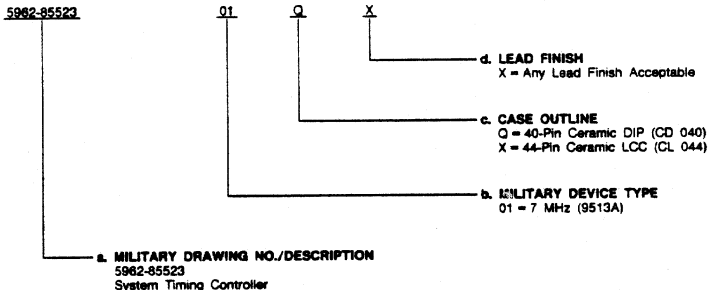 5962-85523 01 Q X
d. LEAD FINISH
X = Any Lead Finish Acceptable
c. CASE OUTLINE
Q = 40-Pin Ceramic DIP (CD 040)
X = 44-Pin Ceramic LCC (CL 044)
b. MILITARY DEVICE TYPE
01 = 7 MHz (9513A)
a. MILITARY DRAWING NO./DESCRIPTION
5962-85523
System Timing Controller